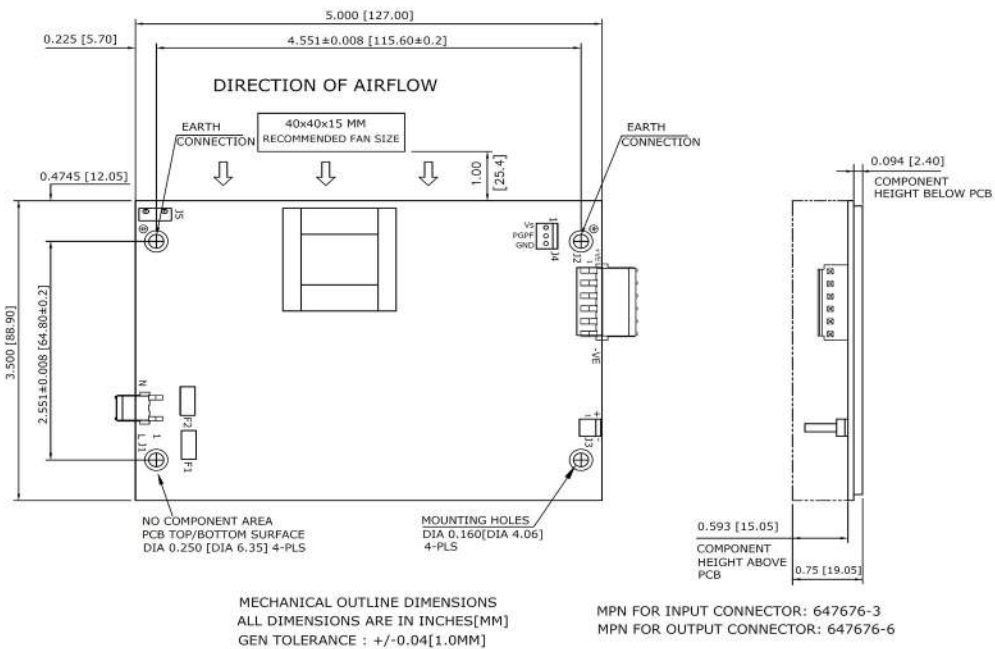 5.000 [127.00]
0.225 [5.70]
4.551±0.008 [115.60±0.2]
DIRECTION OF AIRFLOW
40x40x15 MM
RECOMMENDED FAN SIZE
EARTH
CONNECTION
EARTH
CONNECTION
1.00
[25.4]
0.4745 [12.05]
0.094 [2.40]
COMPONENT
HEIGHT BELOW PCB
J5
1
Vs
PGPF
GND
J4
J2
+VE
1
-VE
3.500 [88.90]
2.551±0.008 [64.80±0.2]
N
L
J1
1
F2
F1
1
+
-
J3
NO COMPONENT AREA
PCB TOP/BOTTOM SURFACE
DIA 0.250 [DIA 6.35] 4-PLS
MOUNTING HOLES
DIA 0.160[DIA 4.06]
4-PLS
0.593 [15.05]
COMPONENT
HEIGHT ABOVE
PCB
0.75 [19.05]
MECHANICAL OUTLINE DIMENSIONS
ALL DIMENSIONS ARE IN INCHES[MM]
GEN TOLERANCE : +/-0.04[1.0MM]
MPN FOR INPUT CONNECTOR: 647676-3
MPN FOR OUTPUT CONNECTOR: 647676-6